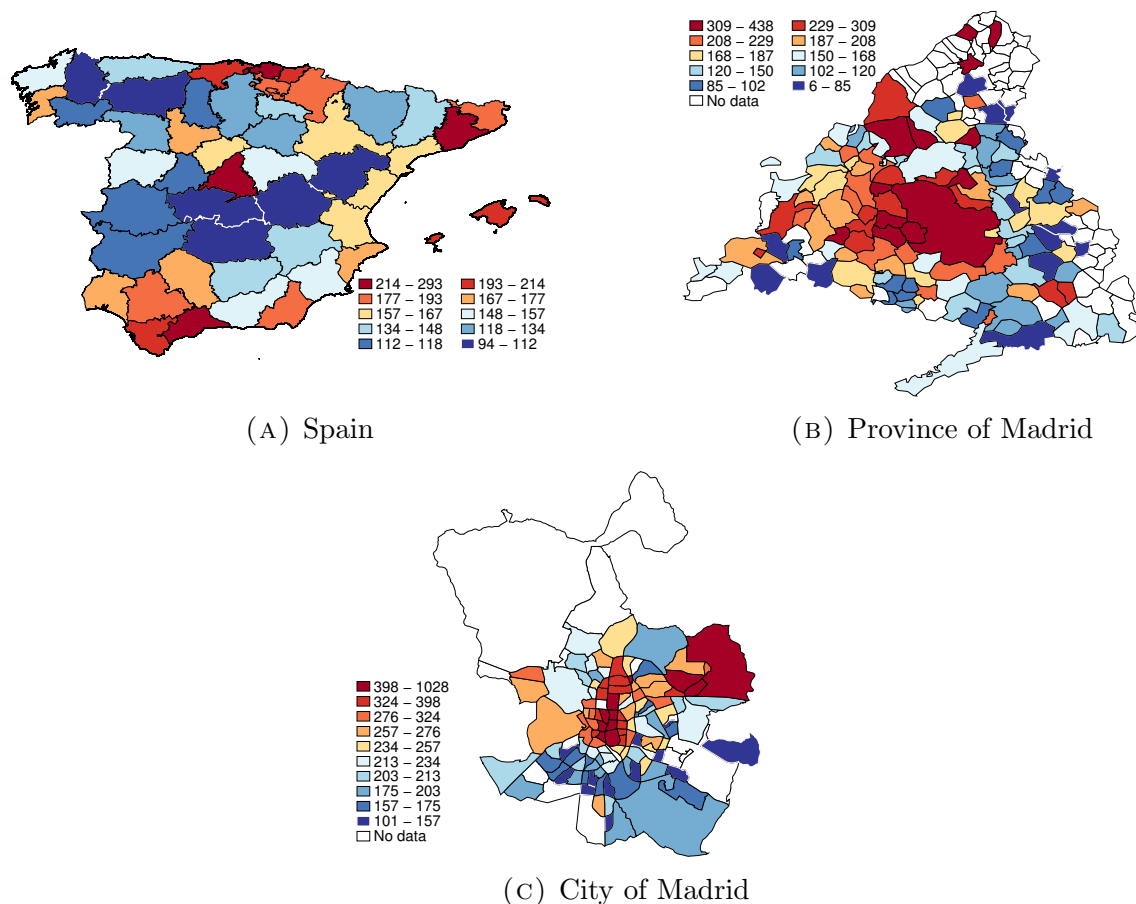 309 – 438 229 – 309
208 – 229 187 – 208
168 – 187 150 – 168
120 – 150 102 – 120
85 – 102 6 – 85
No data
214 – 293 193 – 214
177 – 193 167 – 177
157 – 167 148 – 157
134 – 148 118 – 134
112 – 118 94 – 112
(A) Spain
(B) Province of Madrid
398 – 1028
324 – 398
276 – 324
257 – 276
234 – 257
213 – 234
203 – 213
175 – 203
157 – 175
101 – 157
No data
(C) City of Madrid